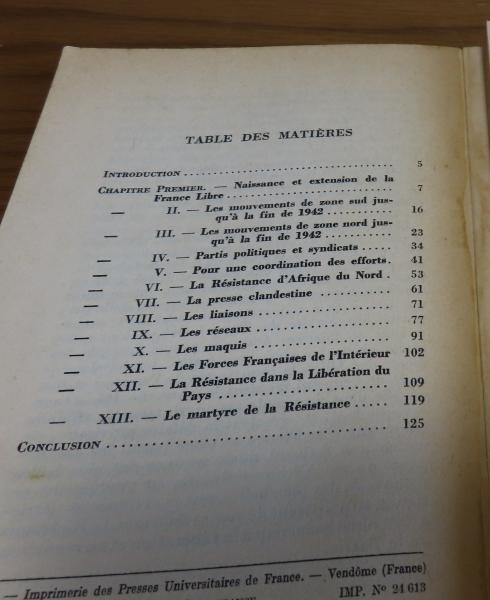 TABLE DES MATIÈRES
INTRODUCTION ........................................ 5
CHAPITRE PREMIER. — Naissance et extension de la
France Libre ................................ 7
— II. — Les mouvements de zone sud jus-
qu'à la fin de 1942 ............ 16
— III. — Les mouvements de zone nord jus-
qu'à la fin de 1942 ............ 23
— IV. — Partis politiques et syndicats ..... 34
— V. — Pour une coordination des efforts. 41
— VI. — La Résistance d'Afrique du Nord . 53
— VII. — La presse clandestine ............ 61
— VIII. — Les liaisons .................... 71
— IX. — Les réseaux ...................... 77
— X. — Les maquis ........................ 91
— XI. — Les Forces Françaises de l'Intérieur 102
— XII. — La Résistance dans la Libération du
Pays ........................ 109
— XIII. — Le martyre de la Résistance ..... 119
CONCLUSION ........................................ 125
— Imprimerie des Presses Universitaires de France. — Vendôme (France)
IMP. Nº 21 613